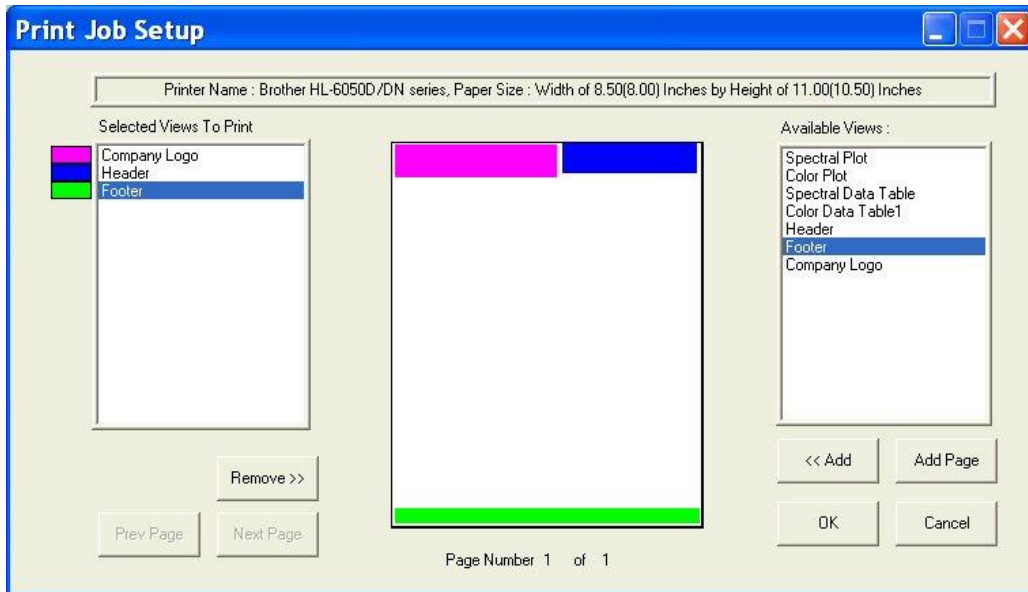 Print Job Setup
Printer Name : Brother HL-6050D/DN series, Paper Size : Width of 8.50(8.00) Inches by Height of 11.00(10.50) Inches
Selected Views To Print
Company Logo
Header
Footer
Available Views :
Spectral Plot
Color Plot
Spectral Data Table
Color Data Table1
Header
Footer
Company Logo
Remove >>
<< Add
Add Page
Prev Page
Next Page
OK
Cancel
Page Number 1 of 1